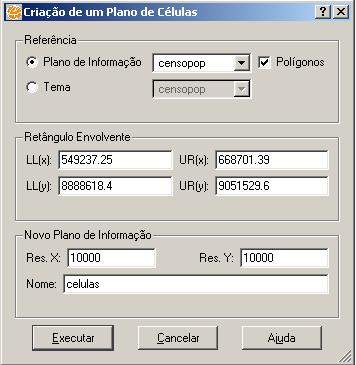 Criação de um Plano de Células
Referência
Plano de Informação censopop Polígonos
Tema censopop
Retângulo Envolvente
LL(x): 549237.25 UR(x): 668701.39
LL(y): 8888618.4 UR(y): 9051529.6
Novo Plano de Informação
Res. X: 10000 Res. Y: 10000
Nome: celulas
Executar Cancelar Ajuda